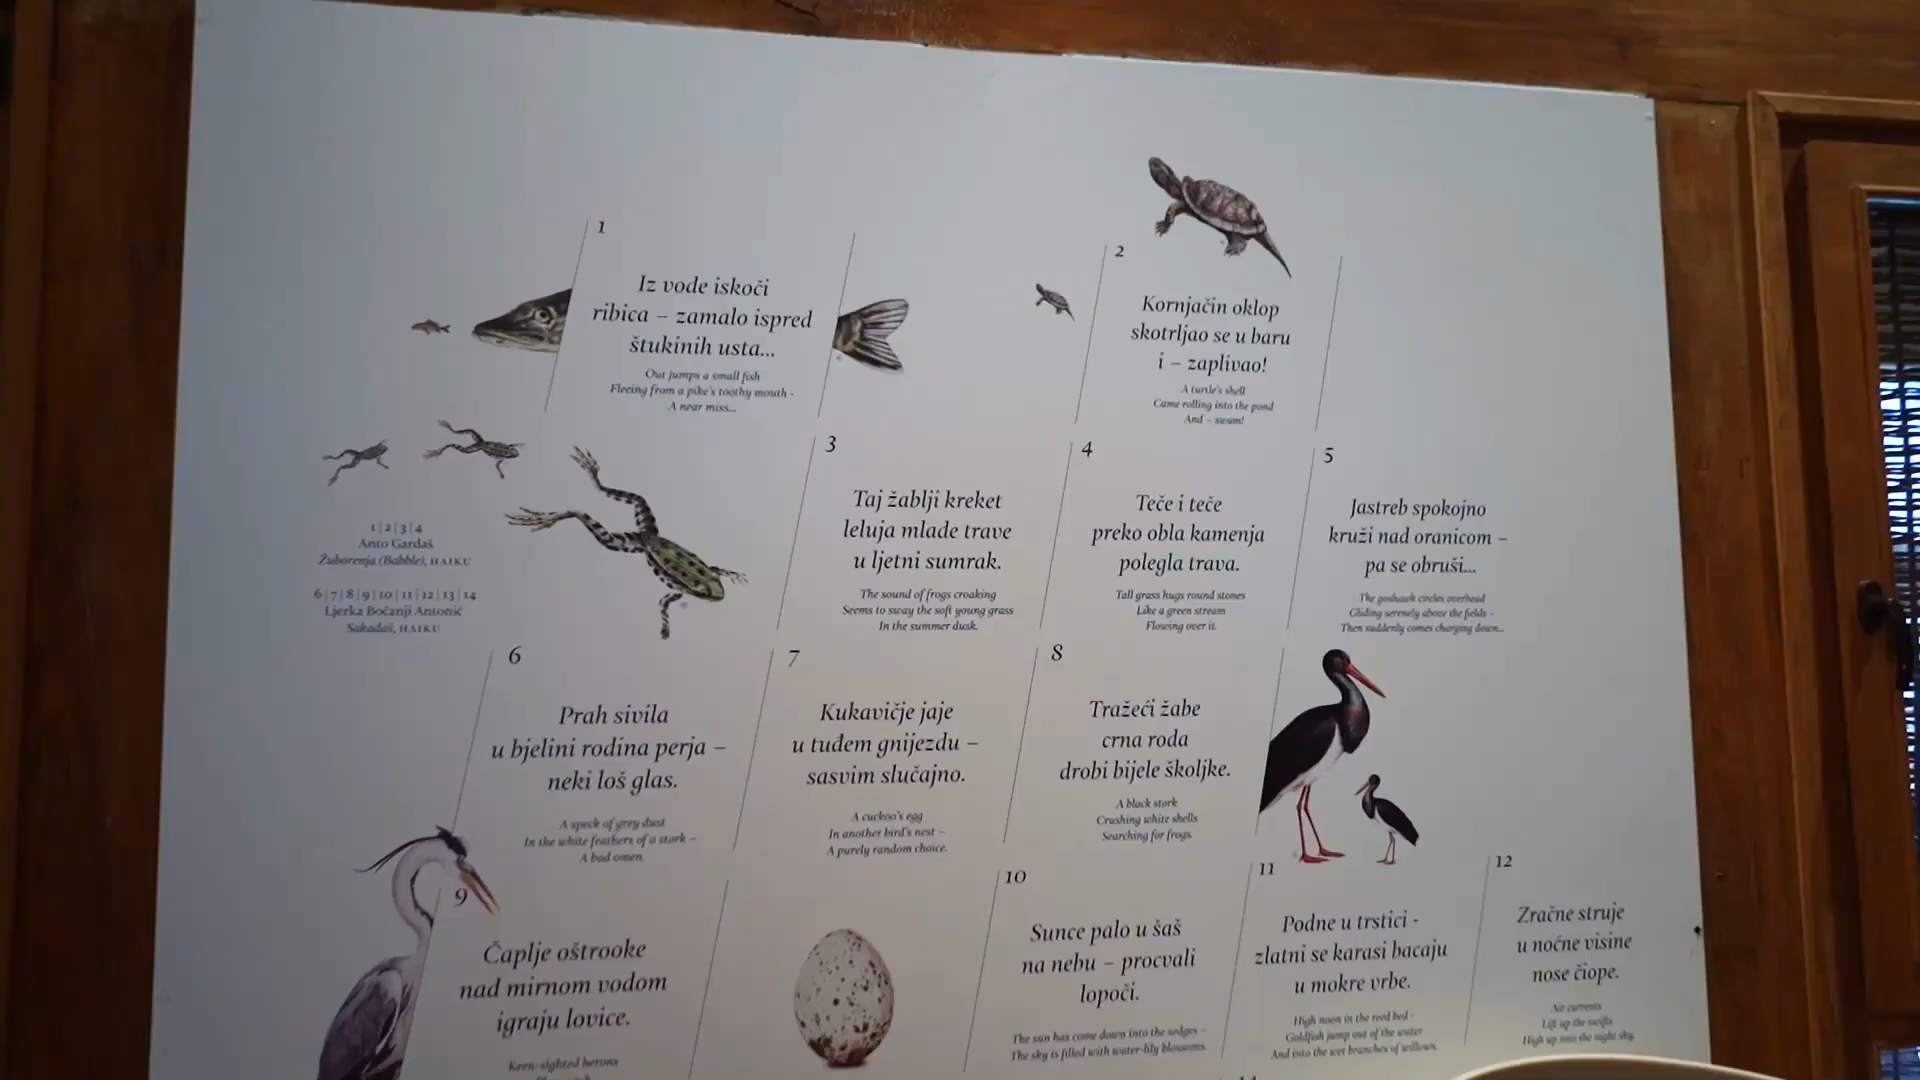 1
Iz vode iskoči
ribica – zamalo ispred
štukinih usta...
Out jumps a small fish
Fleeing from a pike's toothy mouth -
A near miss...
2
Kornjačin oklop
skotrljao se u baru
i – zaplivao!
A turtle's shell
Came rolling into the pond
And – swam!
1|2|3|4
Anto Gardaš
Žuborenja (Babble), HAIKU
6|7|8|9|10|11|12|13|14
Ljerka Bočanji Antonić
Sakadaš, HAIKU
3
Taj žablji kreket
leluja mlade trave
u ljetni sumrak.
The sound of frogs croaking
Seems to sway the soft young grass
In the summer dusk.
4
Teče i teče
preko obla kamenja
polegla trava.
Tall grass hugs round stones
Like a green stream
Flowing over it.
5
Jastreb spokojno
kruži nad oranicom –
pa se obruši...
The goshawk circles overhead
Gliding serenely above the fields –
Then suddenly comes charging down...
6
Prah sivila
u bjelini rodina perja –
neki loš glas.
A speck of grey dust
In the white feathers of a stork –
A bad omen.
7
Kukavičje jaje
u tuđem gnijezdu –
sasvim slučajno.
A cuckoo's egg
In another bird's nest –
A purely random choice.
8
Tražeći žabe
crna roda
drobi bijele školjke.
A black stork
Crushing white shells
Searching for frogs.
9
Čaplje oštrooke
nad mirnom vodom
igraju lovice.
Keen-sighted herons
10
Sunce palo u šaš
na nebu – procvali
lopoči.
The sun has come down into the sedges –
The sky is filled with water-lily blossoms.
11
Podne u trstici -
zlatni se karasi bacaju
u mokre vrbe.
High noon in the reed bed -
Goldfish jump out of the water
And into the wet branches of willows.
12
Zračne struje
u noćne visine
nose čiope.
Air currents
Lift up the swifts
High up into the night sky.